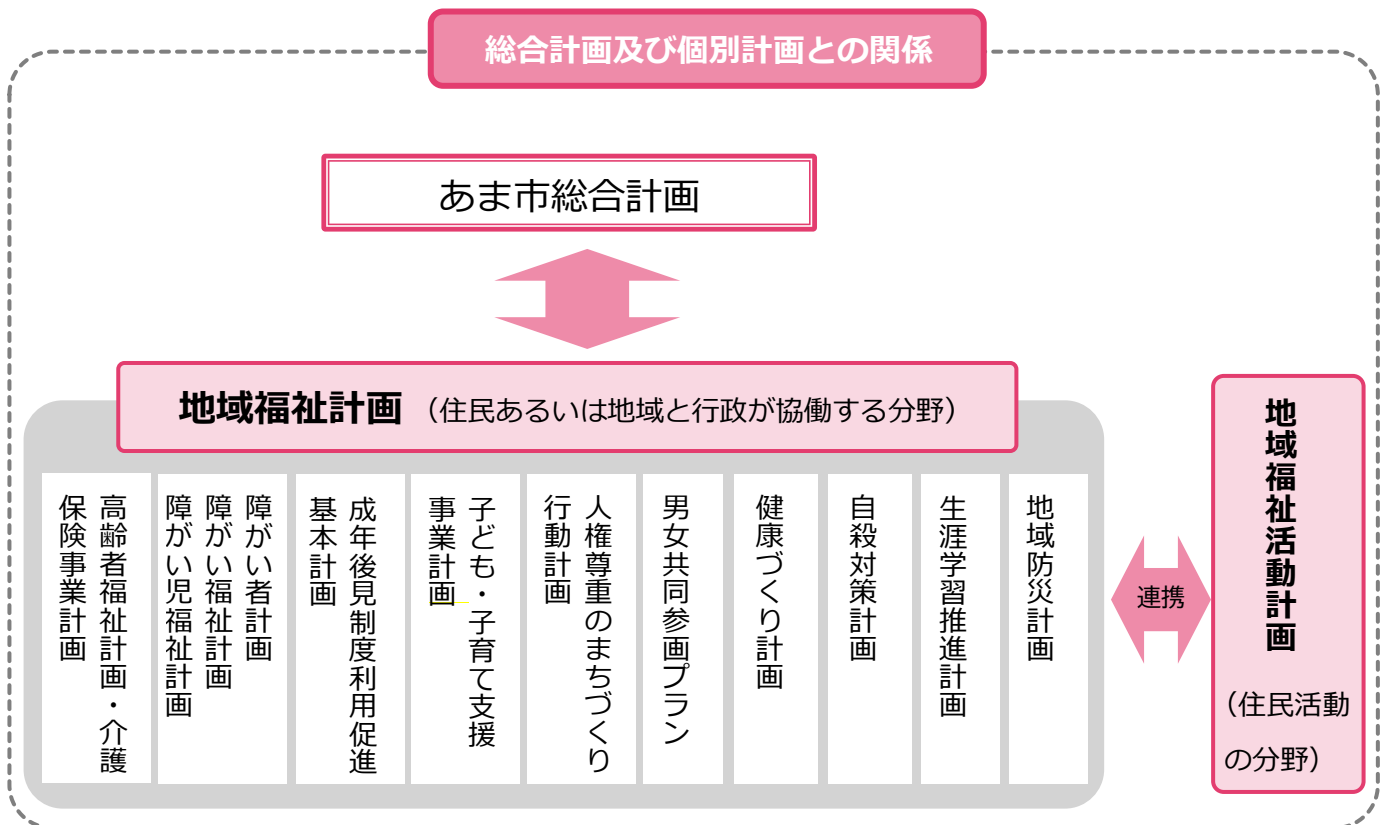 総合計画及び個別計画との関係
あま市総合計画
地域福祉計画（住民あるいは地域と行政が協働する分野）
高齢者福祉計画・介護
保険事業計画
障がい者計画
障がい福祉計画
障がい児福祉計画
成年後見制度利用促進
基本計画
子ども・子育て支援
事業計画
人権尊重のまちづくり
行動計画
男女共同参画プラン
健康づくり計画
自殺対策計画
生涯学習推進計画
地域防災計画
連携
地域福祉活動計画
（住民活動
の分野）